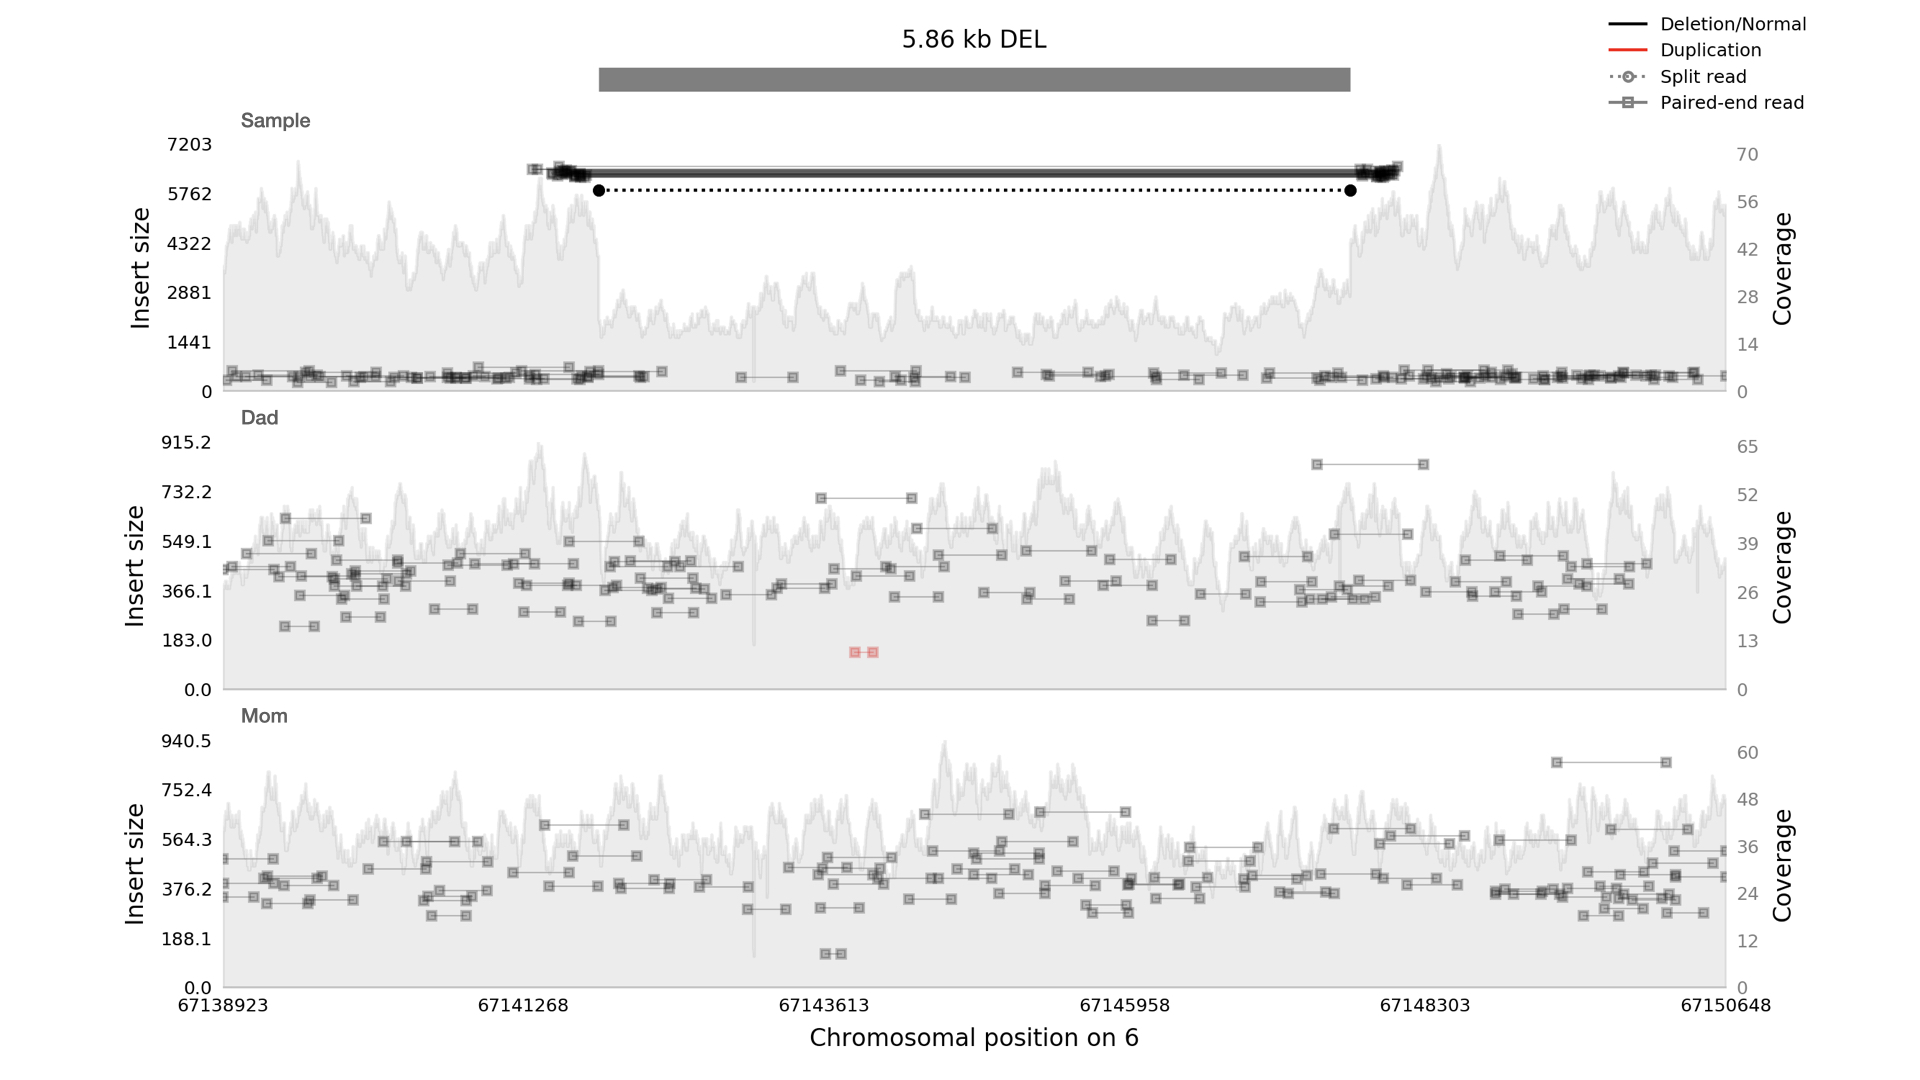 5.86 kb DEL
Deletion/Normal
Duplication
Split read
Paired-end read
Sample
7203
5762
4322
2881
1441
0
Insert size
70
56
42
28
14
0
Coverage
Dad
915.2
732.2
549.1
366.1
183.0
0.0
Insert size
65
52
39
26
13
0
Coverage
Mom
940.5
752.4
564.3
376.2
188.1
0.0
Insert size
60
48
36
24
12
0
Coverage
67138923 67141268 67143613 67145958 67148303 67150648
Chromosomal position on 6